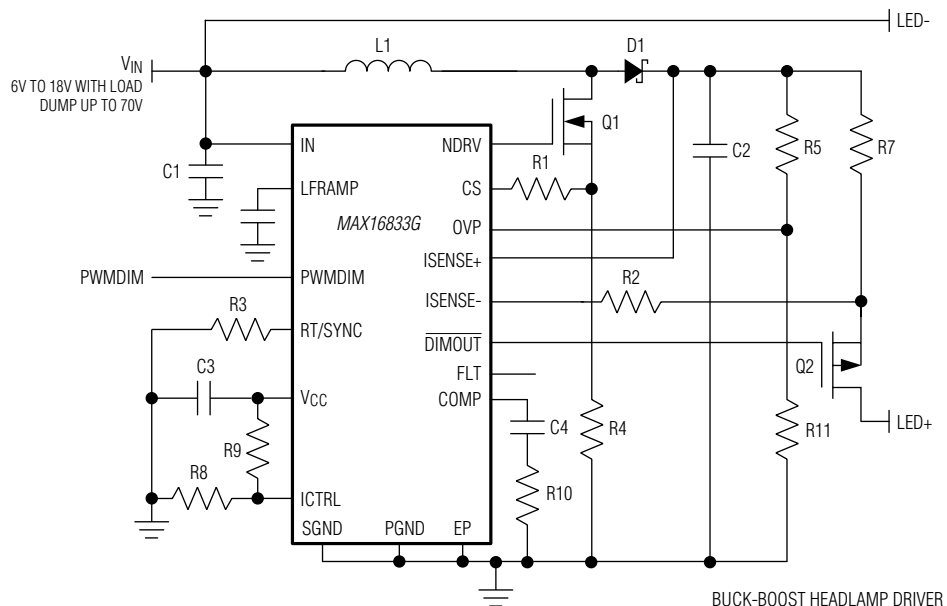 LED-
L1
D1
VIN
6V TO 18V WITH LOAD
DUMP UP TO 70V
Q1
IN
NDRV
C1
R1
C2
R5
R7
LFRAMP
CS
MAX16833G
OVP
ISENSE+
PWMDIM
PWMDIM
ISENSE-
R2
R3
RT/SYNC
DIMOUT
Q2
FLT
C3
VCC
COMP
LED+
C4
R4
R11
R9
R8
R10
ICTRL
SGND
PGND
EP
BUCK-BOOST HEADLAMP DRIVER